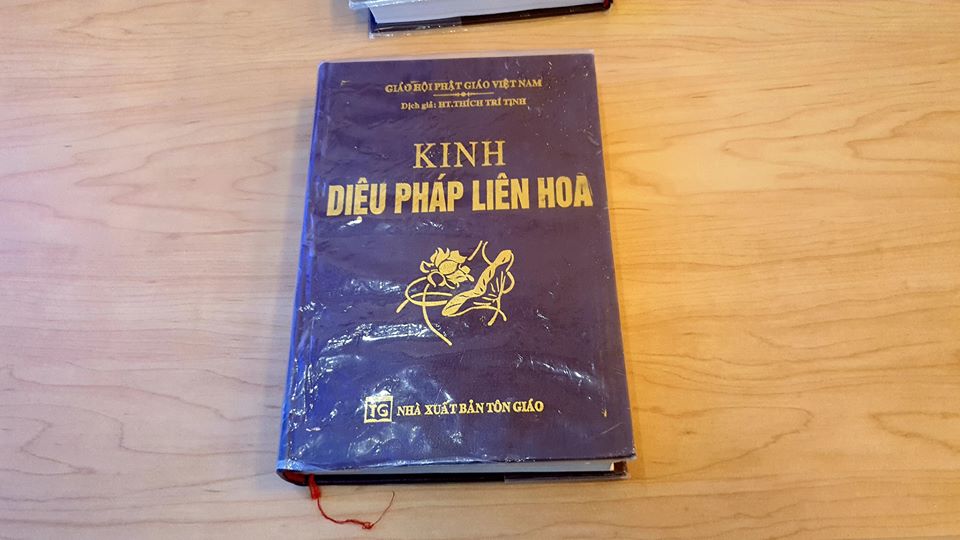 GIÁO HỘI PHẬT GIÁO VIỆT NAM
Dịch giả: HT.THÍCH TRÍ TỊNH
KINH
DIỆU PHÁP LIÊN HOA
TG NHÀ XUẤT BẢN TÔN GIÁO